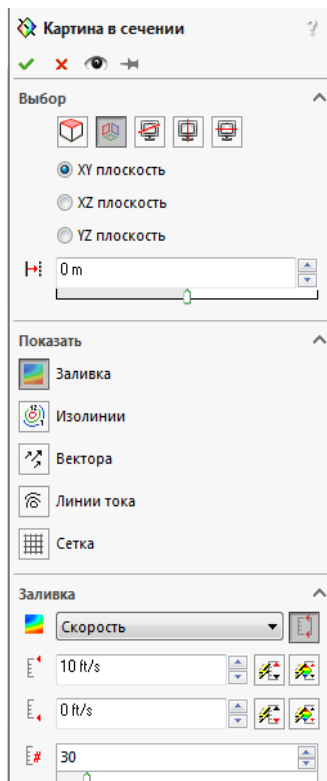 Картина в сечении
?
Выбор
XY плоскость
XZ плоскость
YZ плоскость
0 m
Показать
Заливка
Изолинии
Вектора
Линии тока
Сетка
Заливка
Скорость
10 ft/s
0 ft/s
# 30